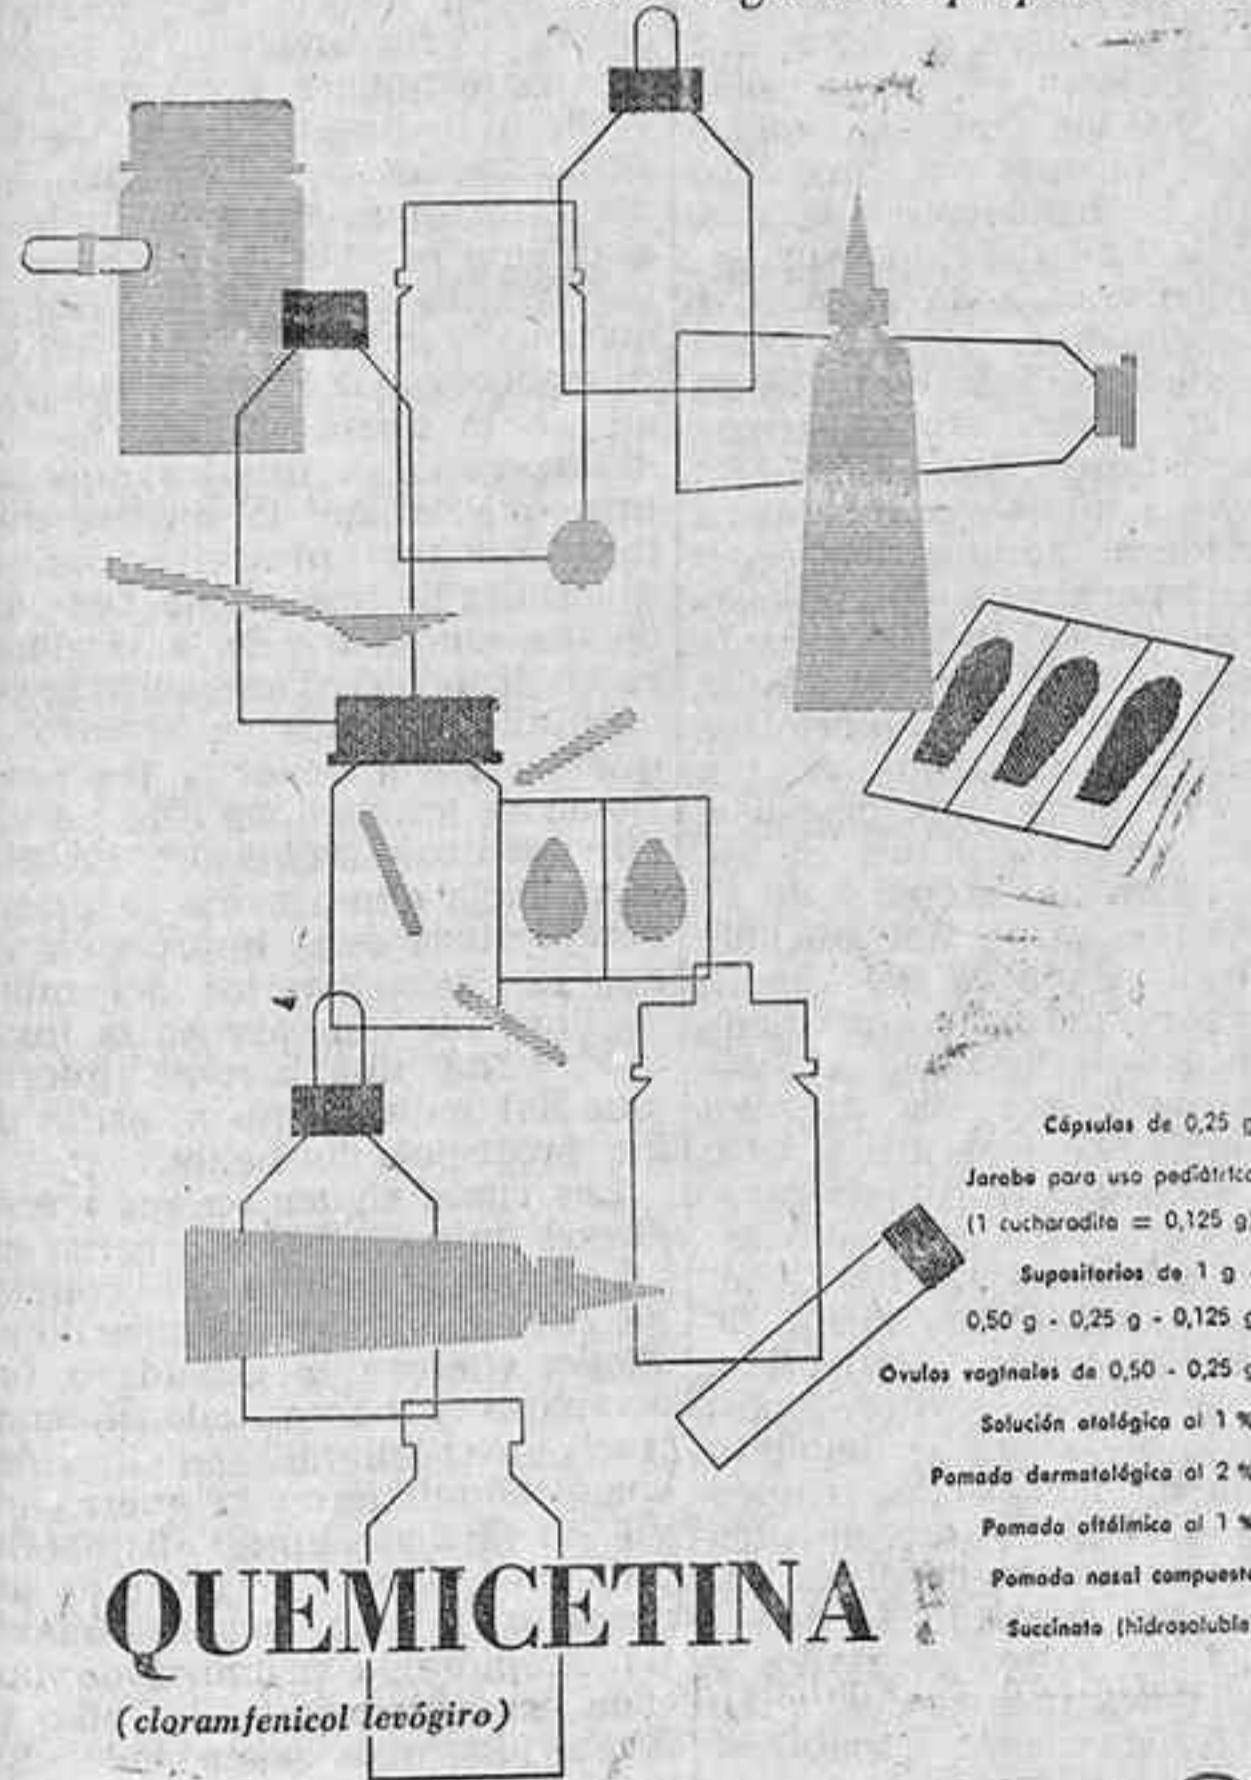 Cápsulas de 0,25 g
Jarabe para uso pediátrico
(1 cucharadita = 0,125 g
Supositorios de 1 g -
0,50 g - 0,25 g - 0,125 g
Óvulos vaginales de 0,50 - 0,25 g
Solución otológica al 1 %
Pomada dermatológica al 2 %
Pomada oftálmica al 1 %
Pomada nasal compuesta
Succinato (hidrosoluble
QUEMICETINA
(cloramfenicol levógiro)